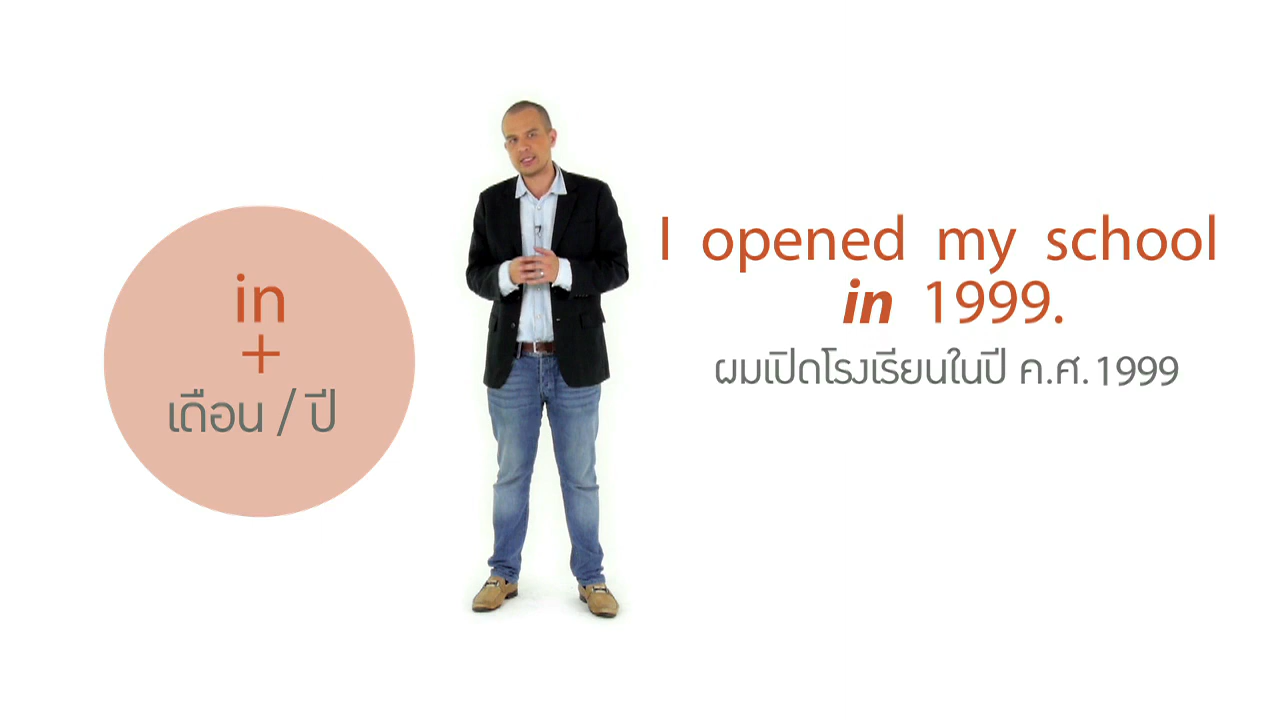 in
+
เดือน / ปี
I opened my school
in 1999.
ผมเปิดโรงเรียนในปี ค.ศ. 1999